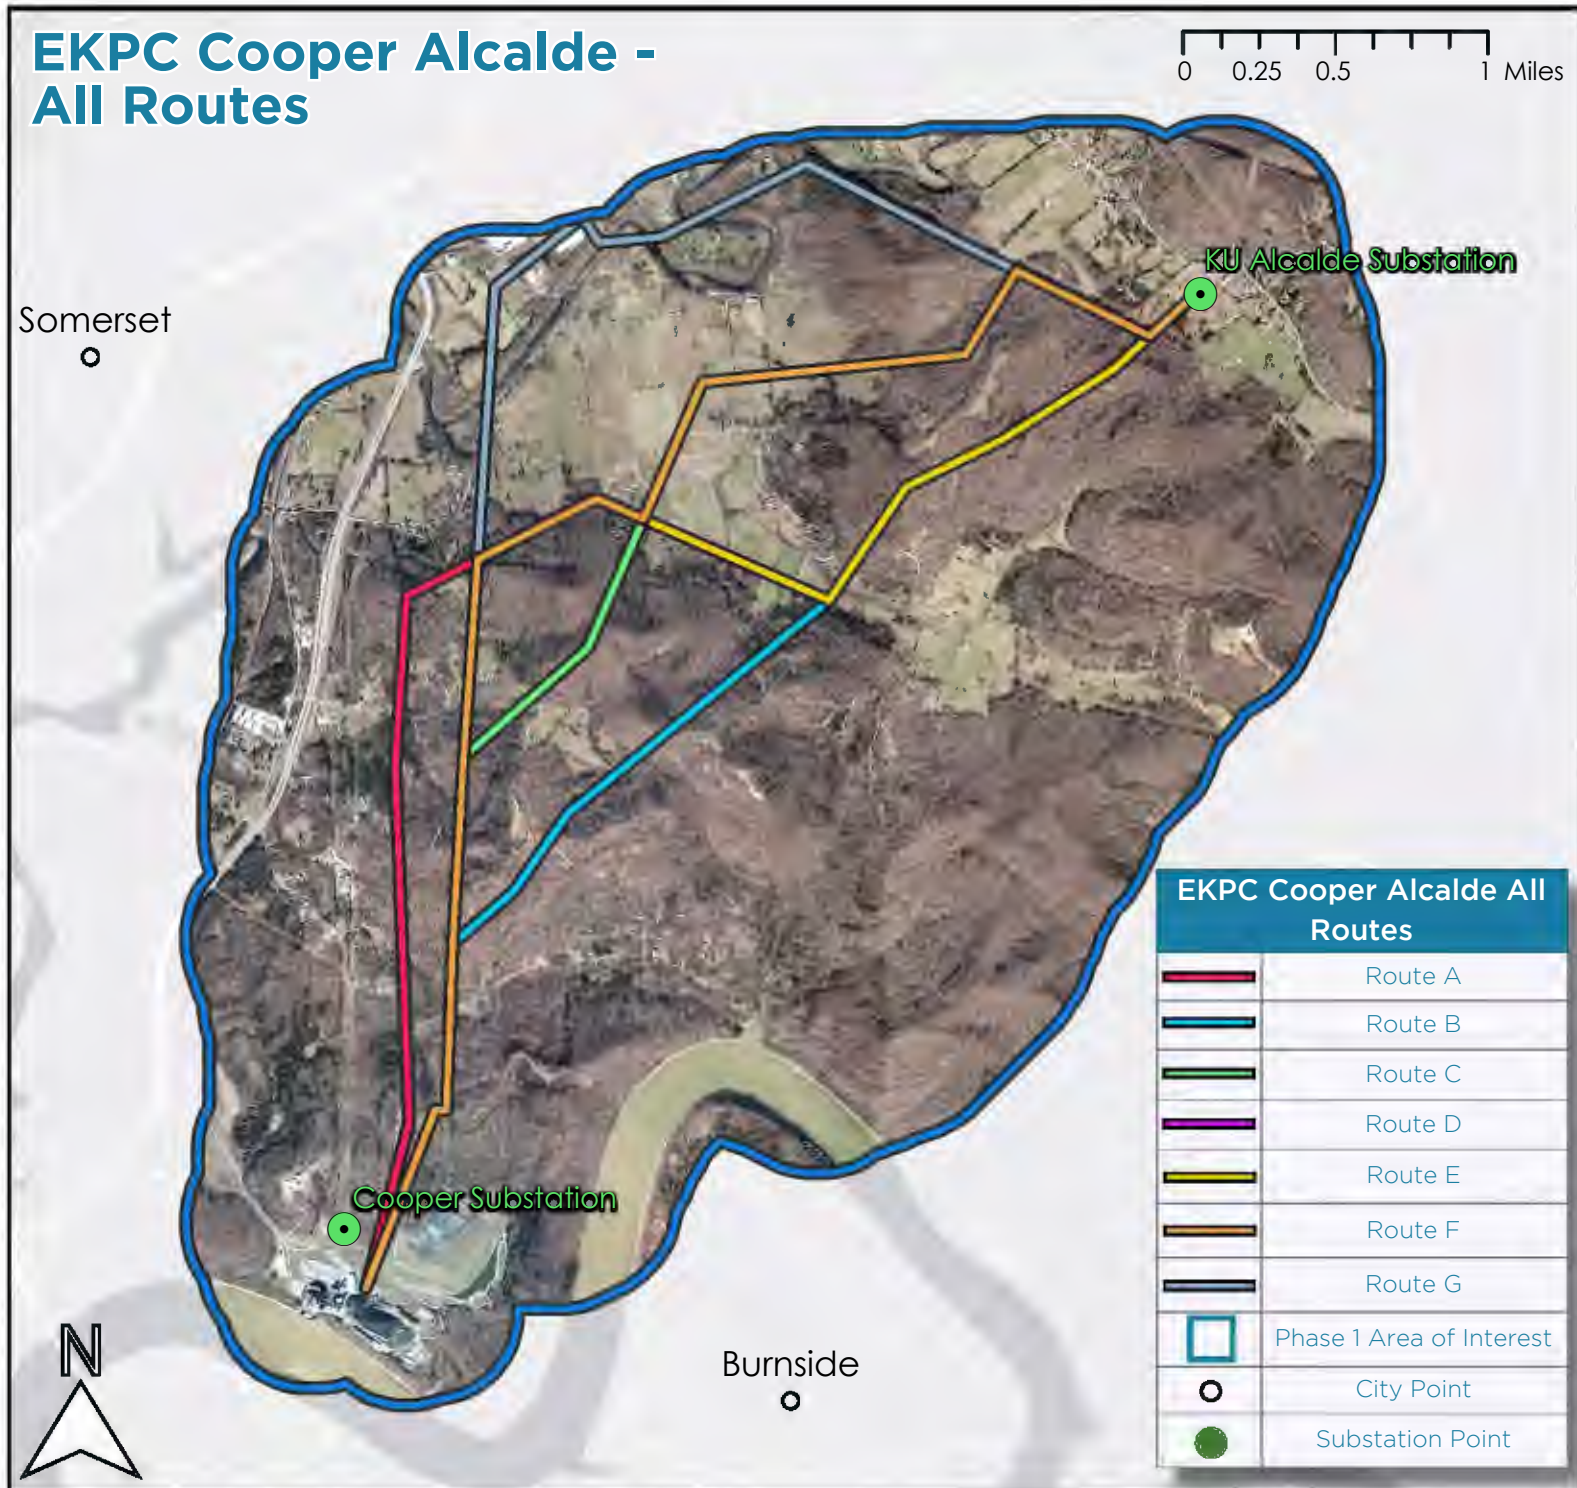 EKPC Cooper Alcalde -
All Routes
0 0.25 0.5 1 Miles
KU Alcalde Substation
Somerset
Cooper Substation
Burnside
N
EKPC Cooper Alcalde All
Routes
Route A
Route B
Route C
Route D
Route E
Route F
Route G
Phase 1 Area of Interest
City Point
Substation Point